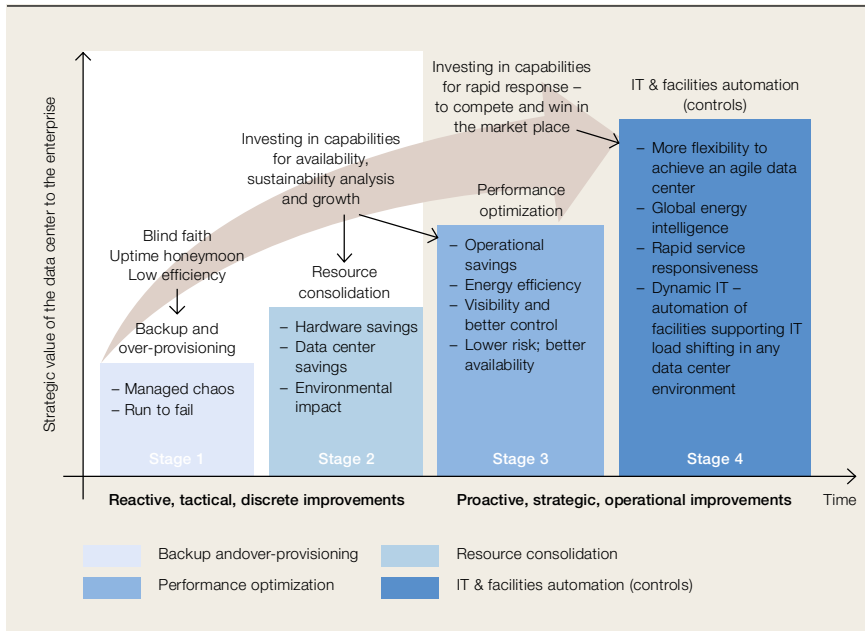 Strategic value of the data center to the enterprise
Investing in capabilities
for rapid response –
to compete and win in
the market place
IT & facilities automation
(controls)
Investing in capabilities
for availability,
sustainability analysis
and growth
Blind faith
Uptime honeymoon
Low efficiency
Backup and
over-provisioning
– Managed chaos
– Run to fail
Stage 1
Resource
consolidation
– Hardware savings
– Data center
savings
– Environmental
impact
Stage 2
Performance
optimization
– Operational
savings
– Energy efficiency
– Visibility and
better control
– Lower risk; better
availability
Stage 3
– More flexibility to
achieve an agile data
center
– Global energy
intelligence
– Rapid service
responsiveness
– Dynamic IT –
automation of
facilities supporting IT
load shifting in any
data center
environment
Stage 4
Reactive, tactical, discrete improvements
Proactive, strategic, operational improvements
Time
Backup andover-provisioning
Resource consolidation
Performance optimization
IT & facilities automation (controls)